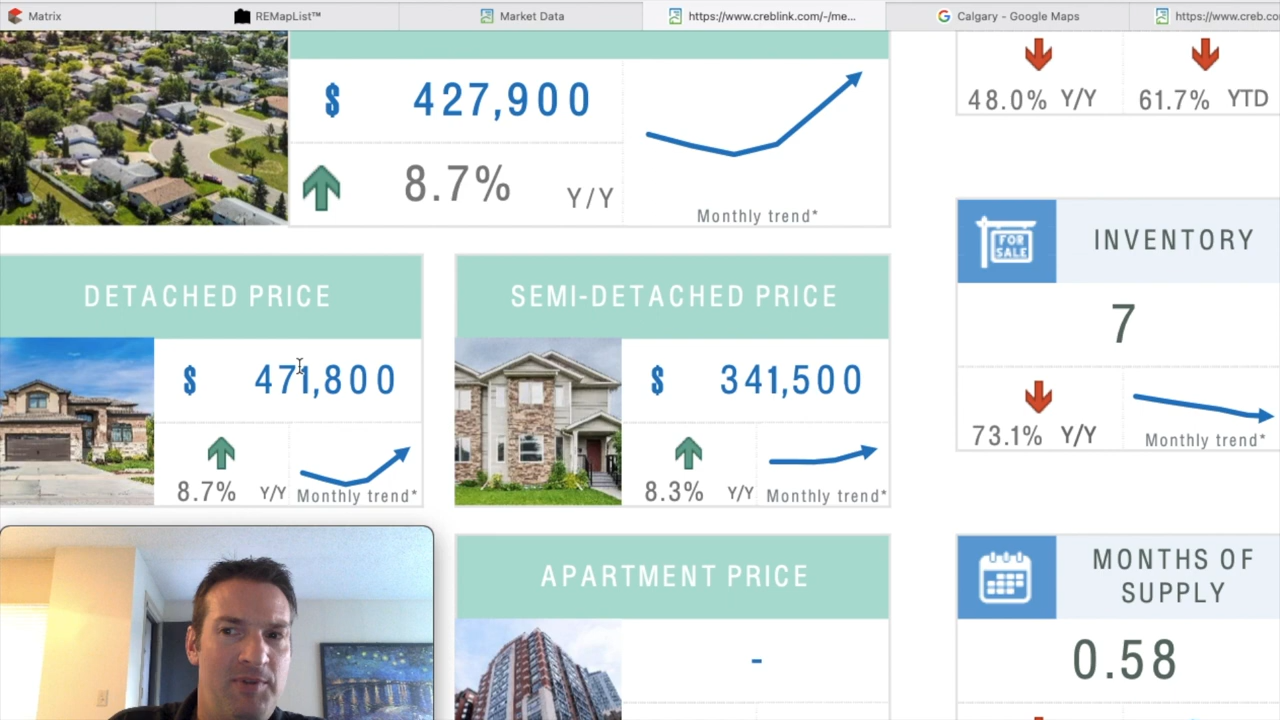 Matrix
REMapList™
Market Data
https://www.creblink.com/-/me...
Calgary - Google Maps
https://www.creb.co
$ 427,900
8.7% Y/Y
Monthly trend*
48.0% Y/Y
61.7% YTD
FOR SALE
INVENTORY
7
73.1% Y/Y
Monthly trend*
DETACHED PRICE
$ 471,800
8.7% Y/Y
Monthly trend*
SEMI-DETACHED PRICE
$ 341,500
8.3% Y/Y
Monthly trend*
APARTMENT PRICE
-
MONTHS OF
SUPPLY
0.58